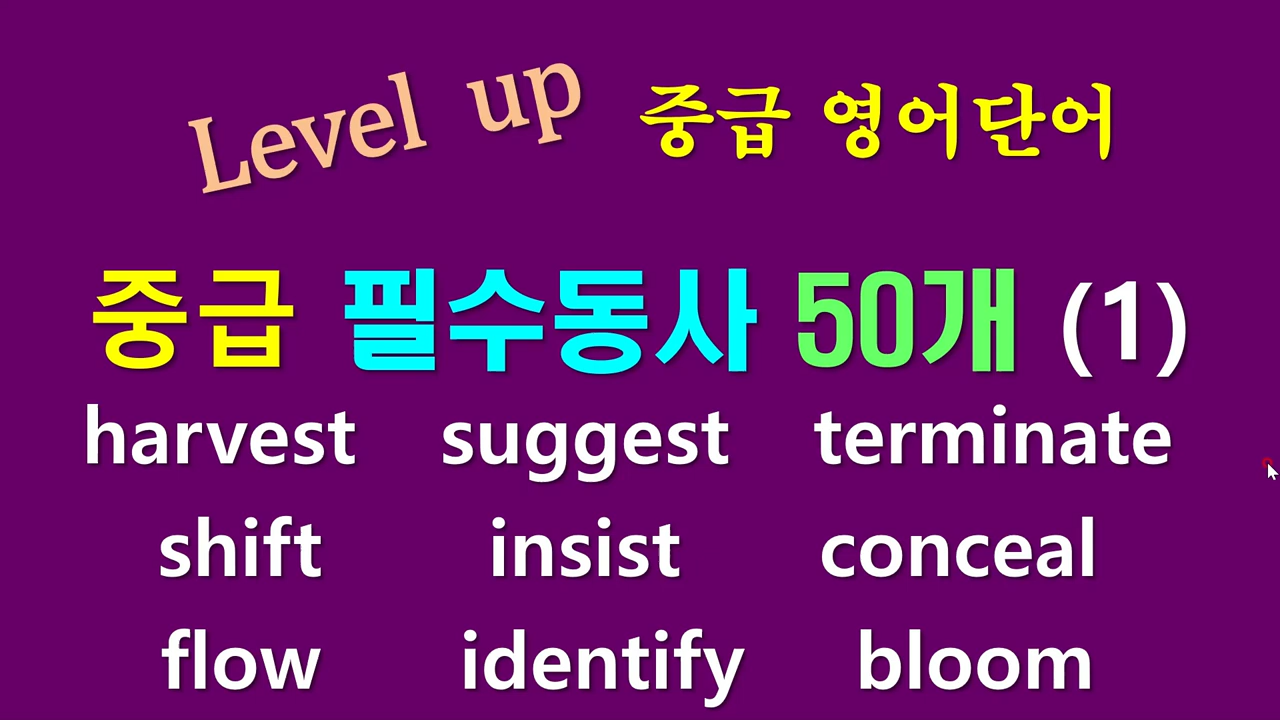 Level up 중급 영어단어
중급 필수동사 50개 (1)
harvest suggest terminate
shift insist conceal
flow identify bloom